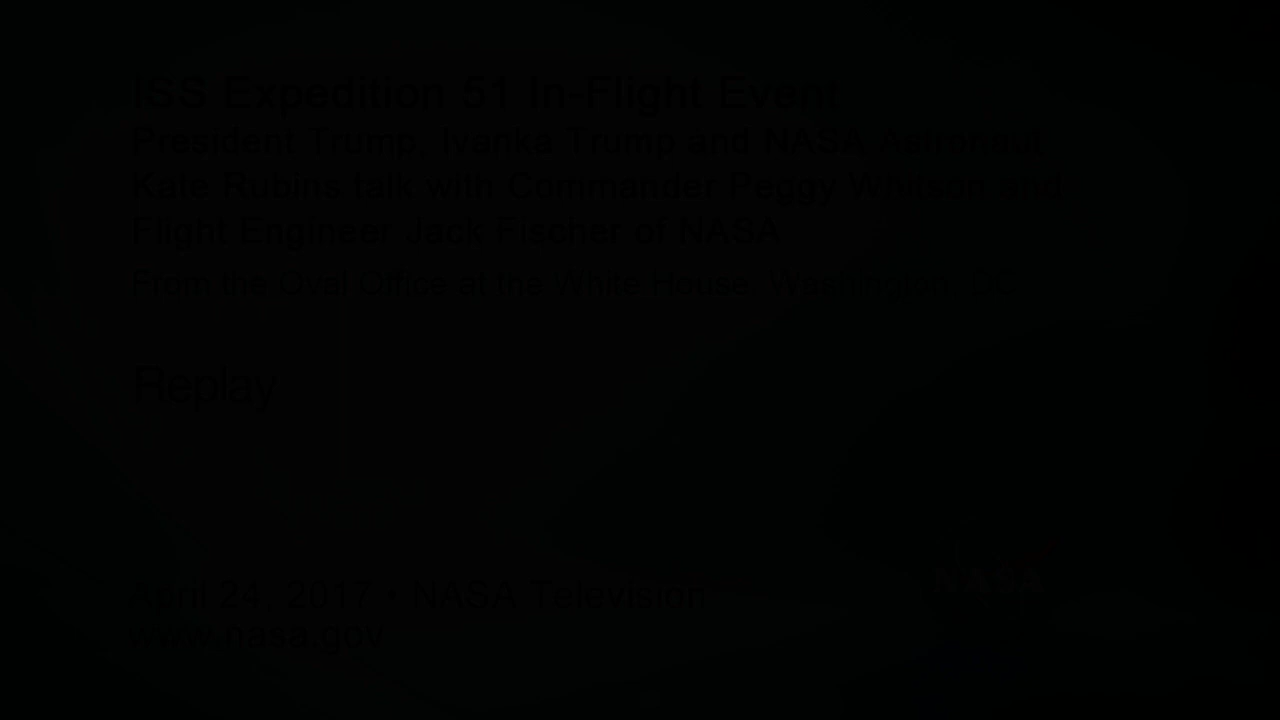 ISS Expedition 51 In-Flight Event
President Trump, Ivanka Trump and NASA Astronaut
Kate Rubins talk with Commander Peggy Whitson and
Flight Engineer Jack Fischer of NASA
From the Oval Office at the White House, Washington, DC
Replay
April 24, 2017 • NASA Television
www.nasa.gov
NASA